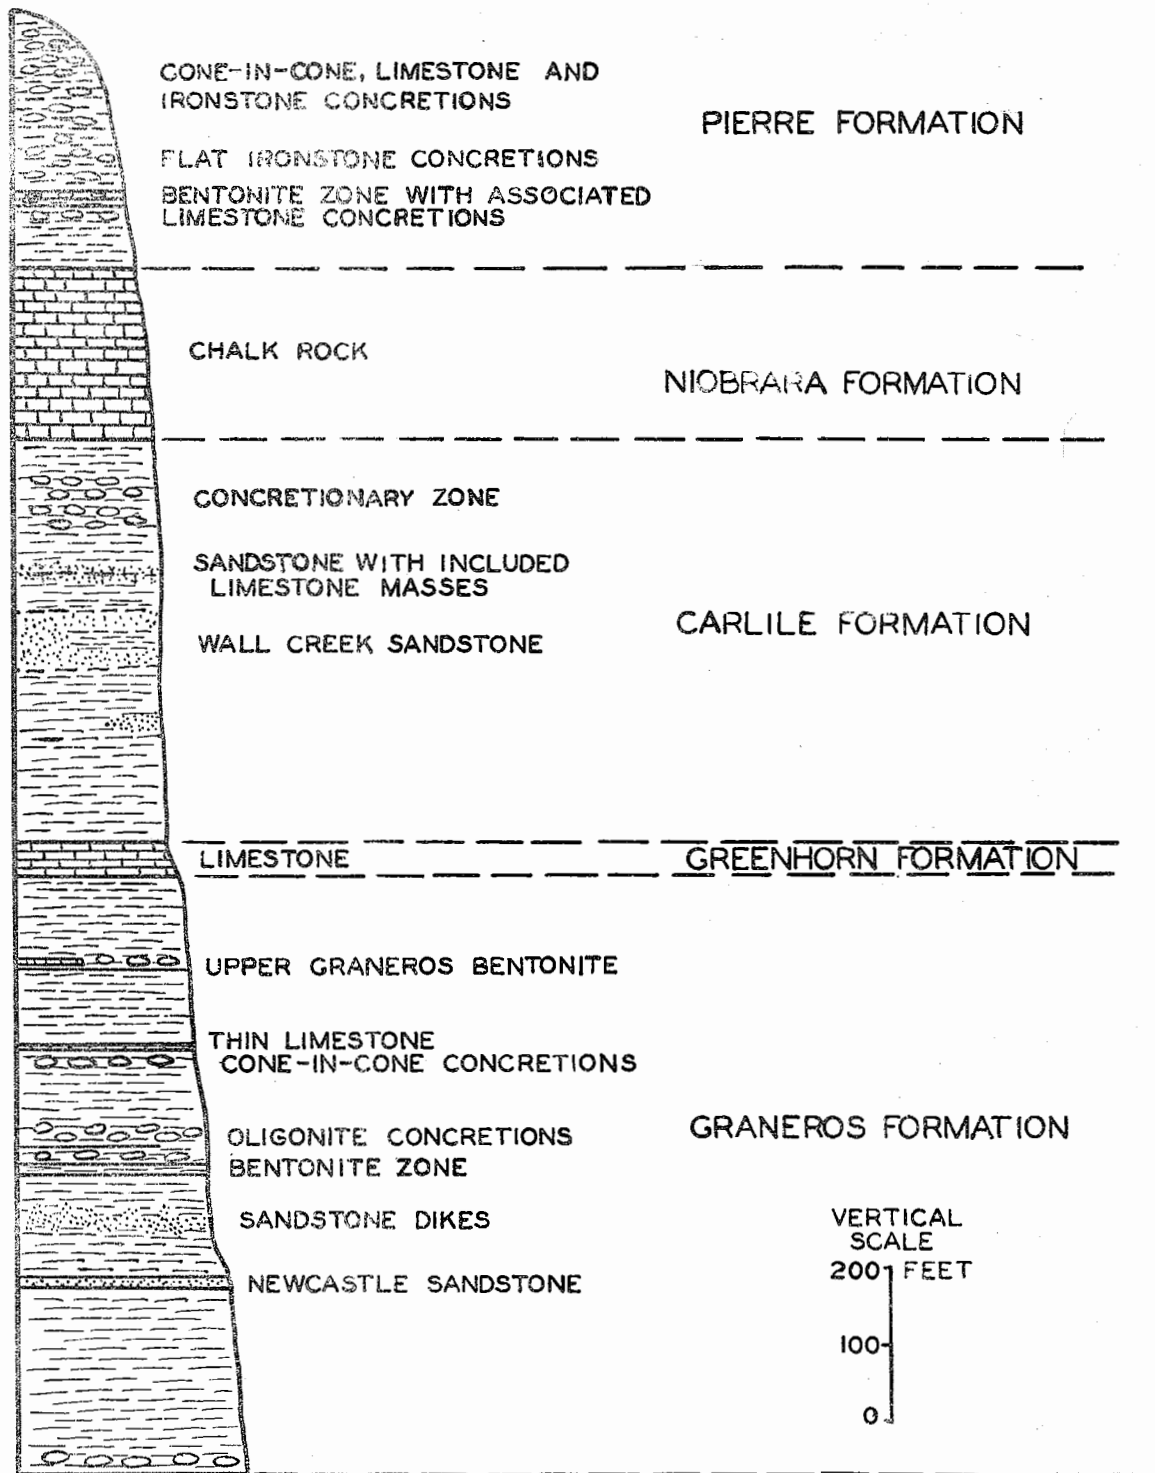 CONE-IN-CONE, LIMESTONE AND
IRONSTONE CONCRETIONS
PIERRE FORMATION
FLAT IRONSTONE CONCRETIONS
BENTONITE ZONE WITH ASSOCIATED
LIMESTONE CONCRETIONS
CHALK ROCK
NIOBRARA FORMATION
CONCRETIONARY ZONE
SANDSTONE WITH INCLUDED
LIMESTONE MASSES
CARLILE FORMATION
WALL CREEK SANDSTONE
LIMESTONE
GREENHORN FORMATION
UPPER GRANEROS BENTONITE
THIN LIMESTONE
CONE-IN-CONE CONCRETIONS
GRANEROS FORMATION
OLIGONITE CONCRETIONS
BENTONITE ZONE
SANDSTONE DIKES
VERTICAL
SCALE
200 FEET
NEWCASTLE SANDSTONE
100
0